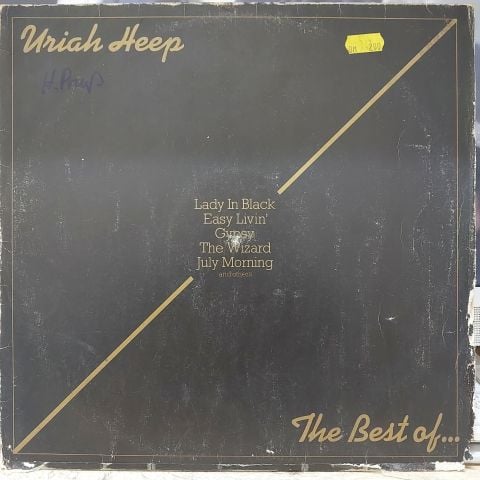 Uriah Heep
Lady In Black
Easy Livin'
Gypsy
The Wizard
July Morning
and others
The Best of...